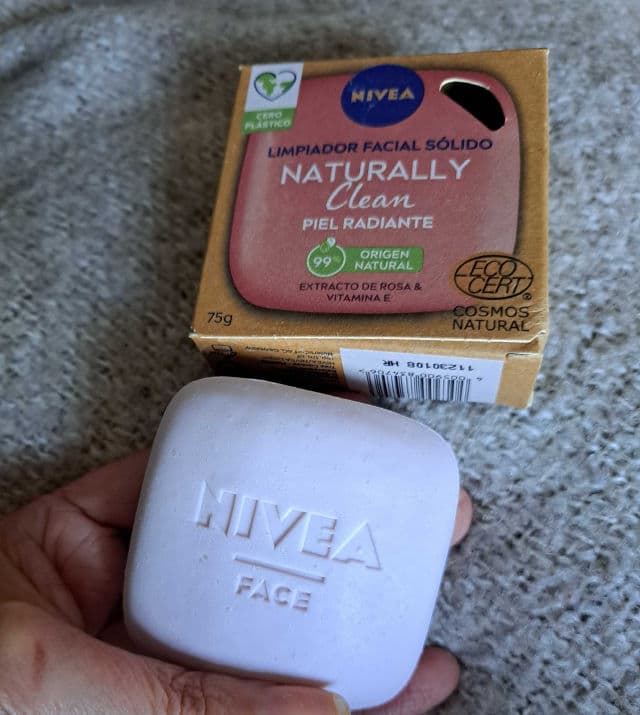 CERO
PLÁSTICO
NIVEA
LIMPIADOR FACIAL SÓLIDO
NATURALLY
Clean
PIEL RADIANTE
99%
ORIGEN
NATURAL
EXTRACTO DE ROSA &
VITAMINA E
ECO
CERT
®
COSMOS
NATURAL
75g
11230108 HR
NIVEA
FACE